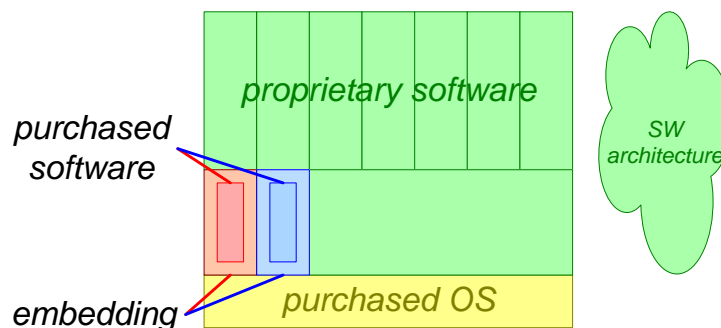 proprietary software
purchased
software
SW
architecture
embedding
purchased OS